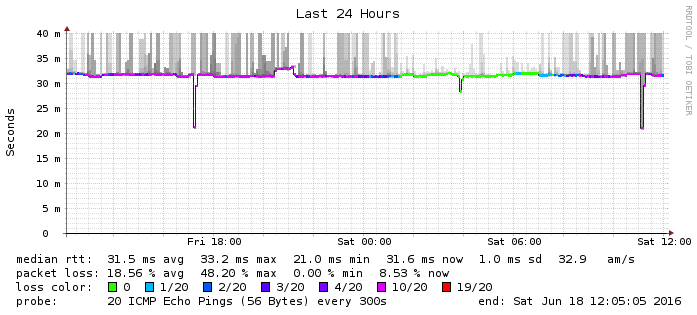 Last 24 Hours
RRDTOOL / TOBI OETIKER
Seconds
40 m
35 m
30 m
25 m
20 m
15 m
10 m
5 m
0
Fri 18:00 Sat 00:00 Sat 06:00 Sat 12:00
median rtt: 31.5 ms avg 33.2 ms max 21.0 ms min 31.6 ms now 1.0 ms sd 32.9 am/s
packet loss: 18.56 % avg 48.20 % max 0.00 % min 8.53 % now
loss color: 0 1/20 2/20 3/20 4/20 10/20 19/20
probe: 20 ICMP Echo Pings (56 Bytes) every 300s end: Sat Jun 18 12:05:05 2016